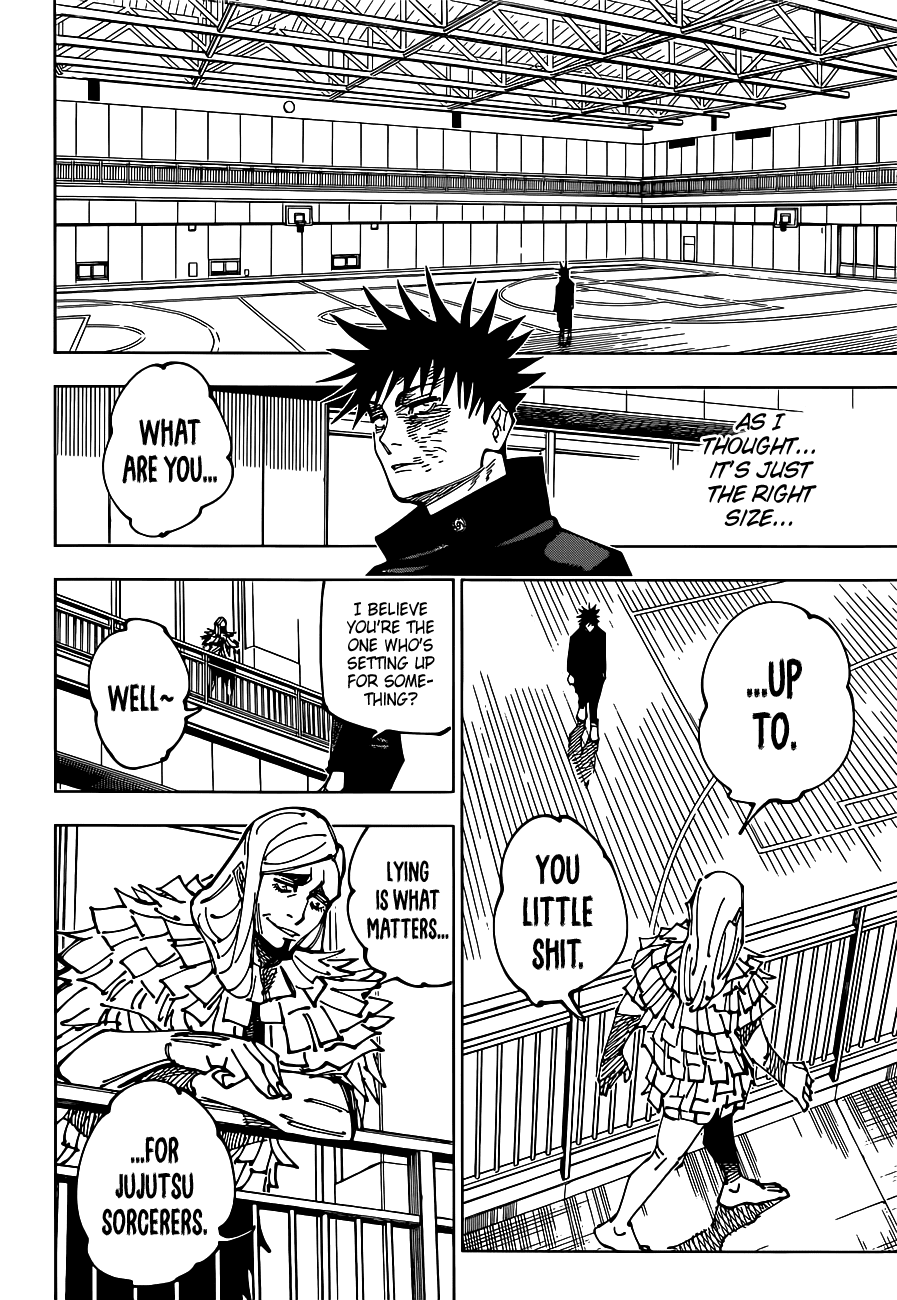 AS I
THOUGHT...
IT'S JUST
THE RIGHT
SIZE...
WHAT
ARE YOU...
...UP
TO.
YOU
LITTLE
SHIT.
I BELIEVE
YOU'RE THE
ONE WHO'S
SETTING UP
FOR SOME-
THING?
WELL~
LYING
IS WHAT
MATTERS...
...FOR
JUJUTSU
SORCERERS.